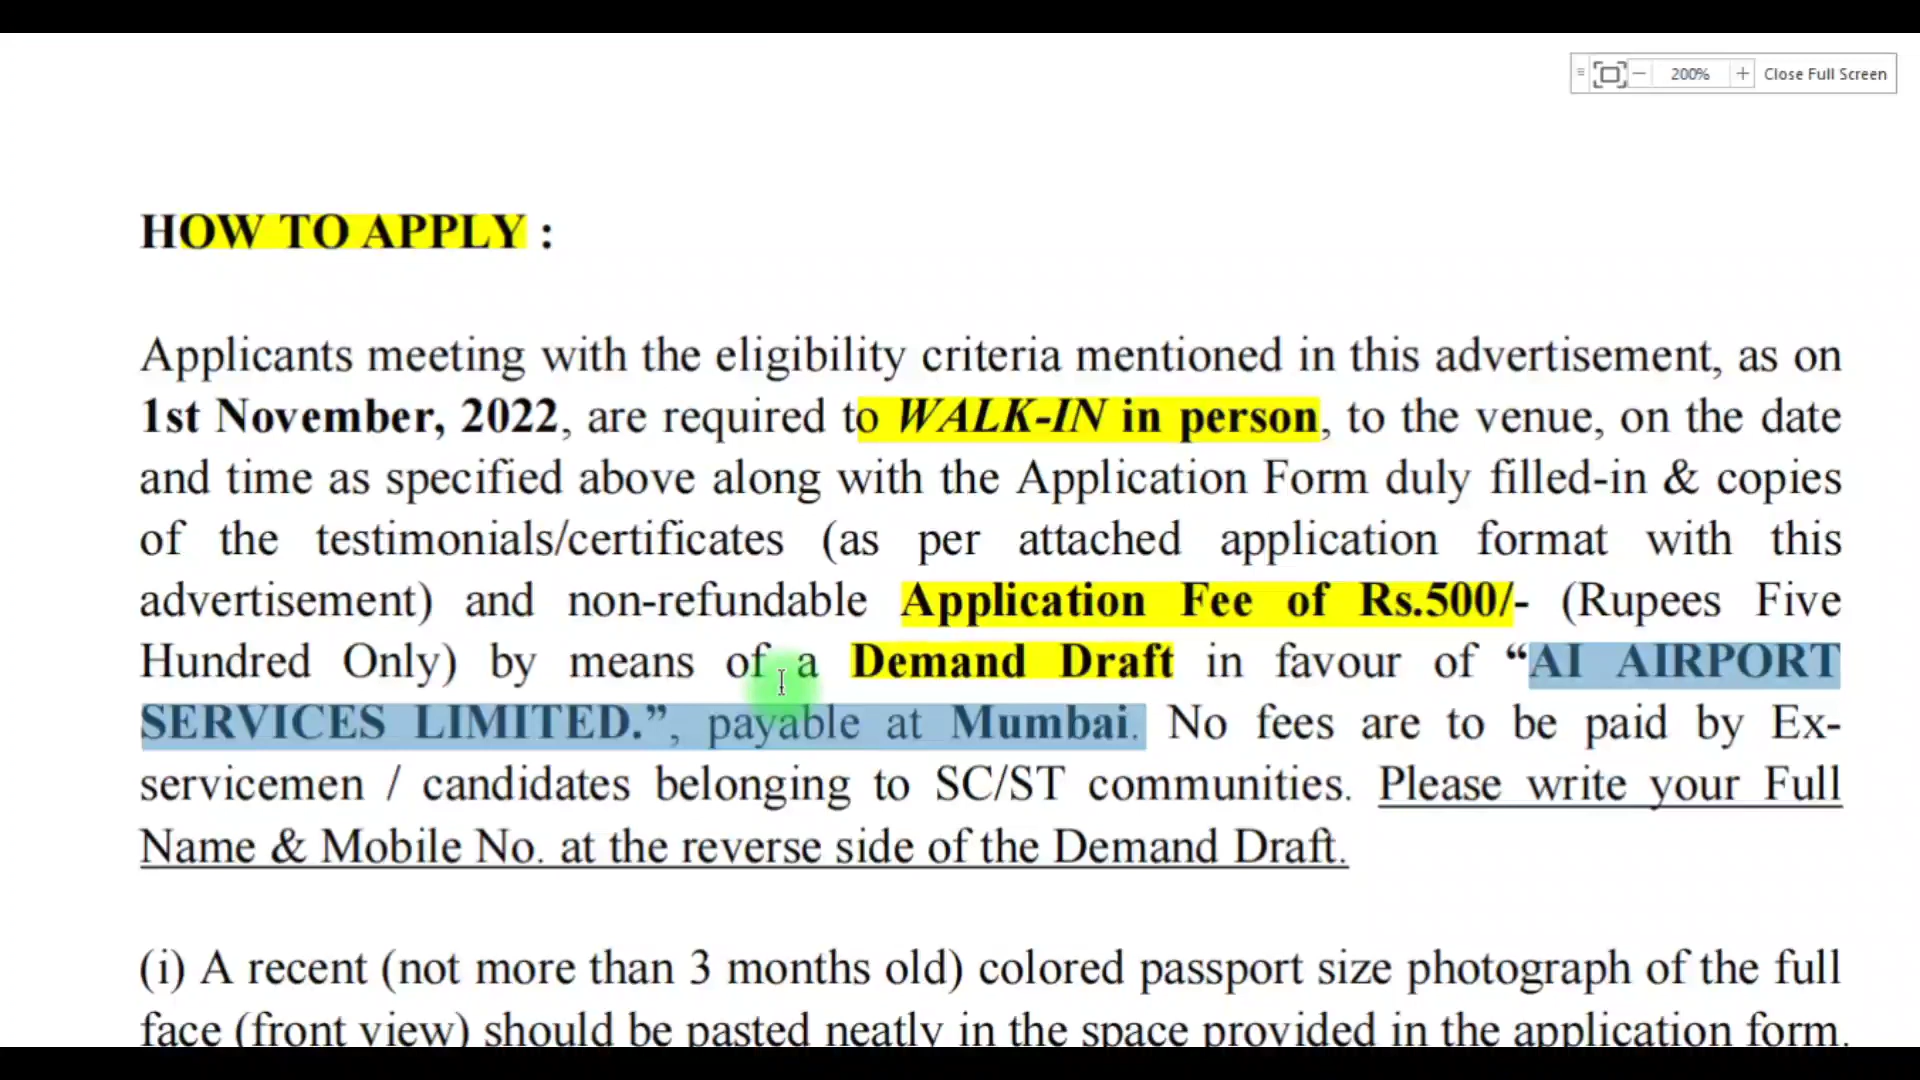 200%
Close Full Screen
HOW TO APPLY :
Applicants meeting with the eligibility criteria mentioned in this advertisement, as on
1st November, 2022, are required to WALK-IN in person, to the venue, on the date
and time as specified above along with the Application Form duly filled-in & copies
of the testimonials/certificates (as per attached application format with this
advertisement) and non-refundable Application Fee of Rs.500/- (Rupees Five
Hundred Only) by means of a Demand Draft in favour of “AI AIRPORT
SERVICES LIMITED.”, payable at Mumbai. No fees are to be paid by Ex-
servicemen / candidates belonging to SC/ST communities. Please write your Full
Name & Mobile No. at the reverse side of the Demand Draft.
(i) A recent (not more than 3 months old) colored passport size photograph of the full
face (front view) should be pasted neatly in the space provided in the application form.